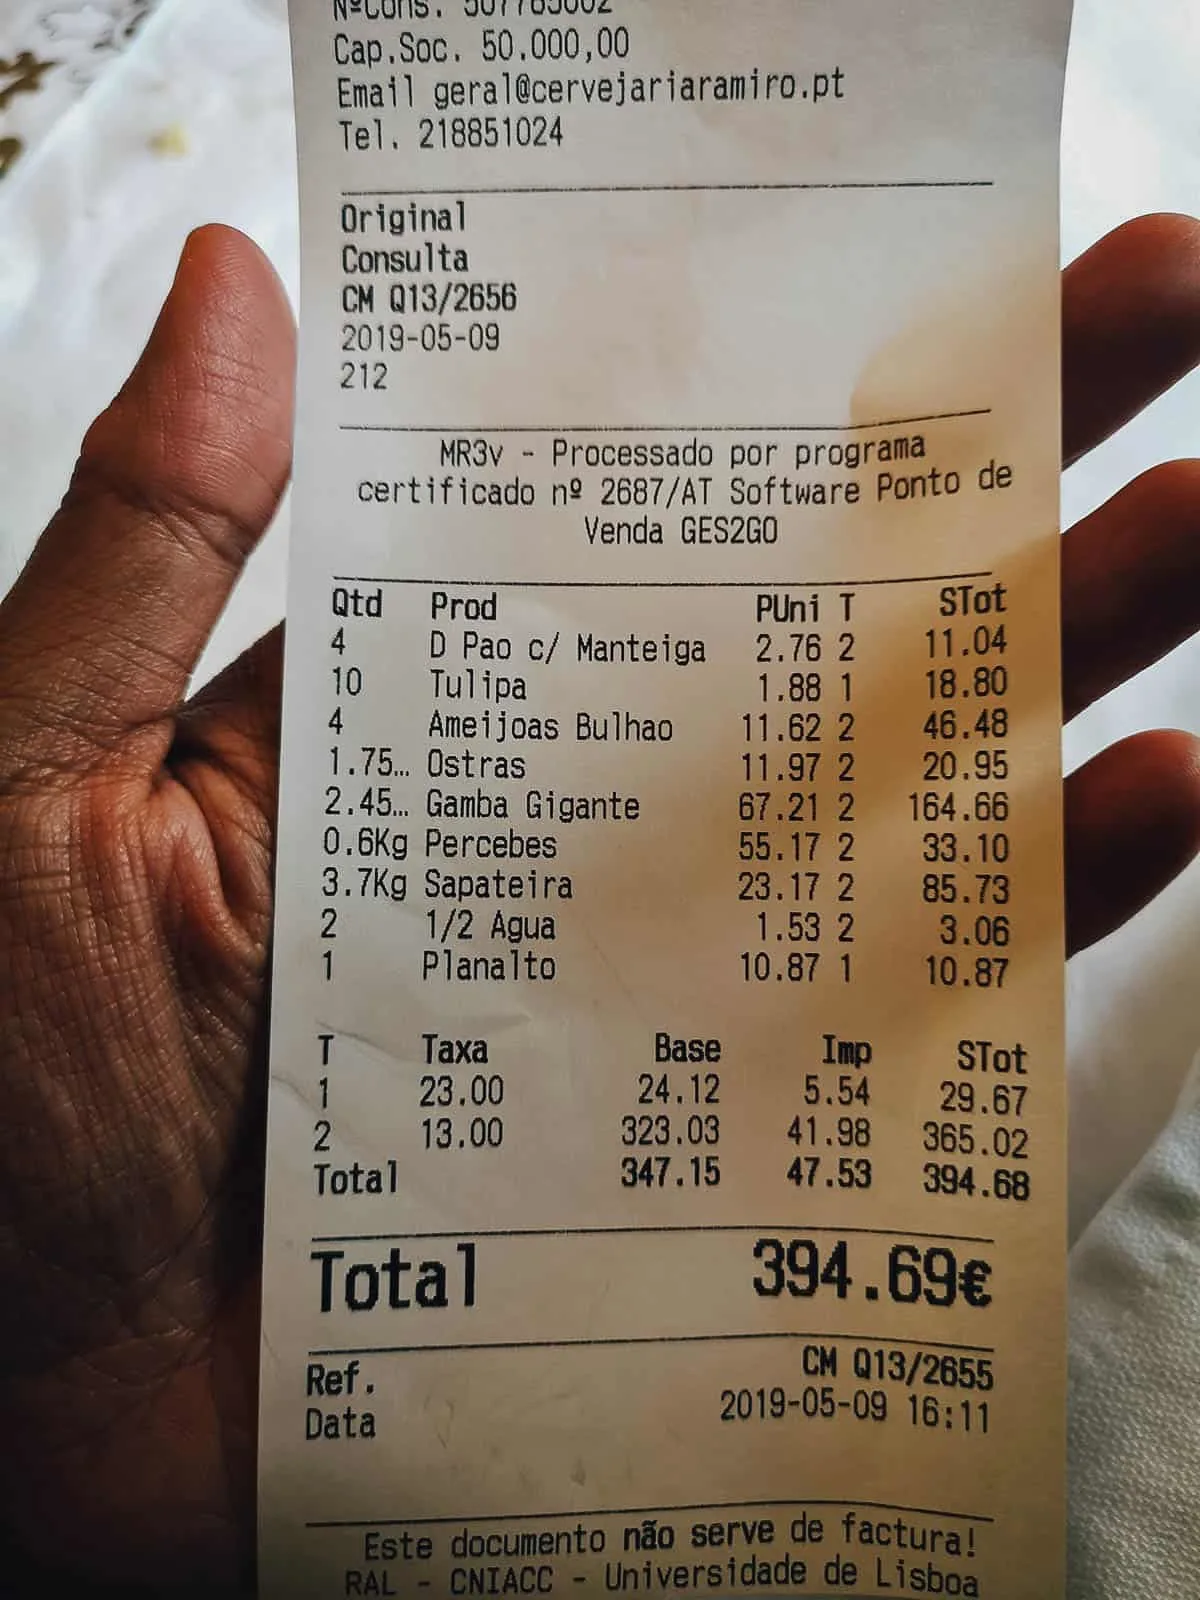 NºCons. 507785602
Cap.Soc. 50.000,00
Email geral@cervejariaramiro.pt
Tel. 218851024
Original
Consulta
CM Q13/2656
2019-05-09
212
MR3v - Processado por programa
certificado nº 2687/AT Software Ponto de
Venda GES2GO
Qtd Prod PUni T STot
4 D Pao c/ Manteiga 2.76 2 11.04
10 Tulipa 1.88 1 18.80
4 Ameijoas Bulhao 11.62 2 46.48
1.75… Ostras 11.97 2 20.95
2.45… Gamba Gigante 67.21 2 164.66
0.6Kg Percebes 55.17 2 33.10
3.7Kg Sapateira 23.17 2 85.73
2 1/2 Agua 1.53 2 3.06
1 Planalto 10.87 1 10.87
T Taxa Base Imp STot
1 23.00 24.12 5.54 29.67
2 13.00 323.03 41.98 365.02
Total 347.15 47.53 394.68
Total 394.69€
Ref. CM Q13/2655
Data 2019-05-09 16:11
Este documento não serve de factura!
RAL - CNIACC - Universidade de Lisboa